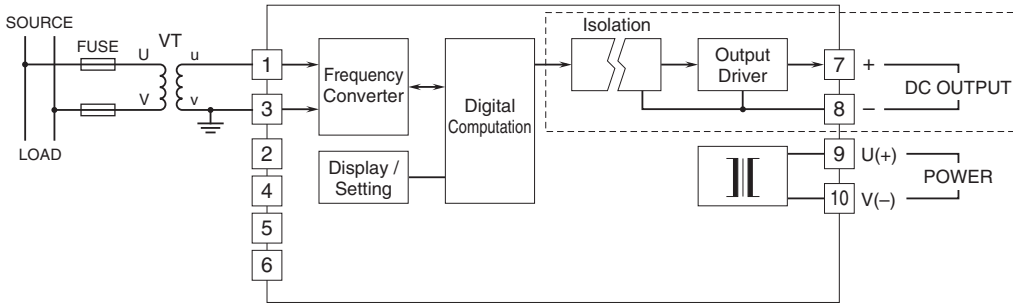 SOURCE
FUSE
VT
U
u
V
v
LOAD
1
3
2
4
5
6
Frequency
Converter
Display /
Setting
Digital
Computation
Isolation
Output
Driver
7
+
8
–
DC OUTPUT
9
U(+)
10
V(–)
POWER